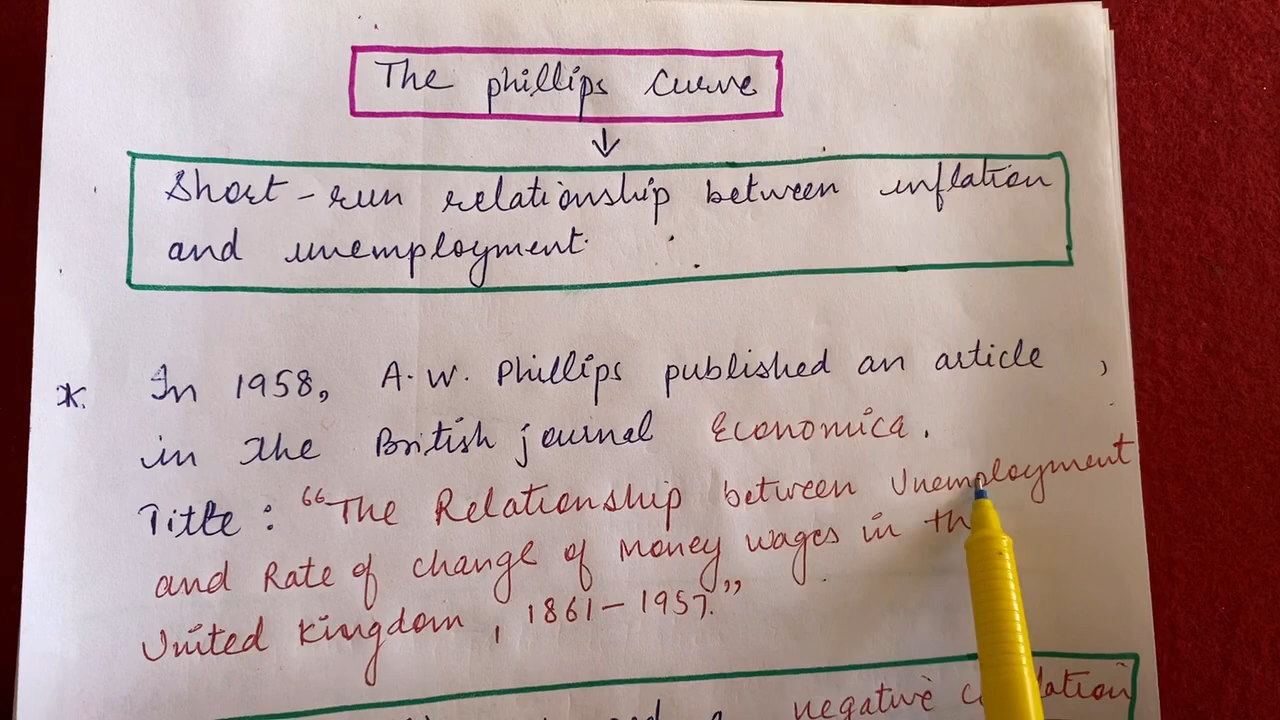 The phillips Curve
Short-run relationship between inflation
and unemployment.
*. In 1958, A.W. Phillips published an article,
in the British journal Economica.
Title: "The Relationship between Unemployment
and Rate of change of Money wages in
United Kingdom, 1861-1957."
negative